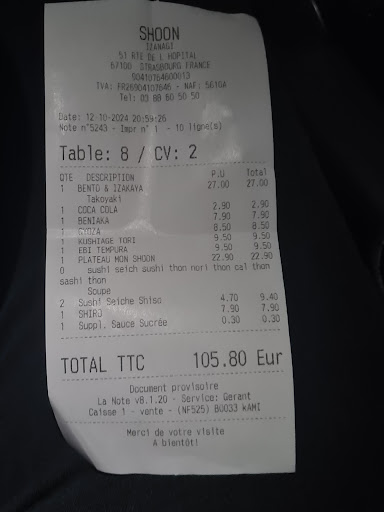 SHOON
IZANAGI
51 RTE DE L HOPITAL
67100 STRASBOURG FRANCE
90410764600013
TVA: FR26904107646 - NAF: 5610A
Tel: 03 88 50 50 50
Date: 12-10-2024 20:59:26
Note n°5243 - Impr n° 1 - 10 ligne(s)
Table: 8 / CV: 2
QTE DESCRIPTION P.U Total
1 BENTO & IZAKAYA 27.00 27.00
Takoyaki
1 COCA COLA 2.90 2.90
1 BENIAKA 7.90 7.90
1 GYOZA 8.50 8.50
1 KUSHIAGE TORI 9.50 9.50
1 EBI TEMPURA 9.50 9.50
1 PLATEAU MON SHOON 22.90 22.90
0 sushi seich sushi thon nori thon cal thon
sashi thon
Soupe
2 Sushi Seiche Shiso 4.70 9.40
1 SHIRO 7.90 7.90
1 Suppl. Sauce Sucrée 0.30 0.30
TOTAL TTC 105.80 Eur
Document provisoire
La Note v8.1.20 - Service: Gerant
Caisse 1 - vente - (NF525) B0033 kAMI
Merci de votre visite
A bientôt!